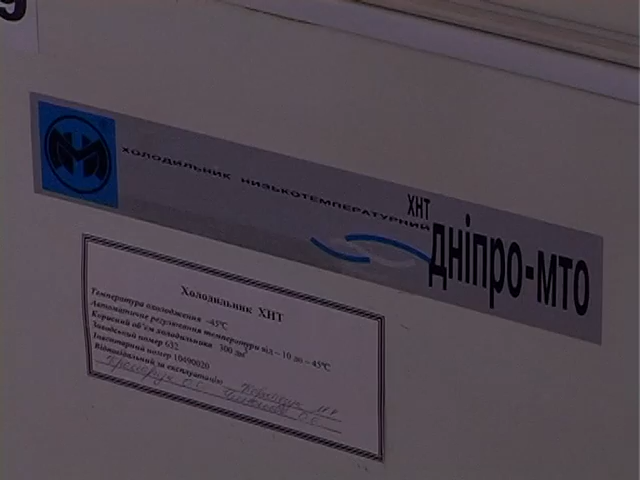 9
ХОЛОДИЛЬНИК НИЗЬКОТЕМПЕРАТУРНИЙ
ХНТ
дніпро-мто
Холодильник ХНТ
Температура охолодження -45°С
Автоматичне регулювання температури від – 10 до – 45°С
Корисний об'єм холодильника 300 дм³
Заводський номер 632
Інвентарний номер 10490020
Відповідальний за експлуатацію